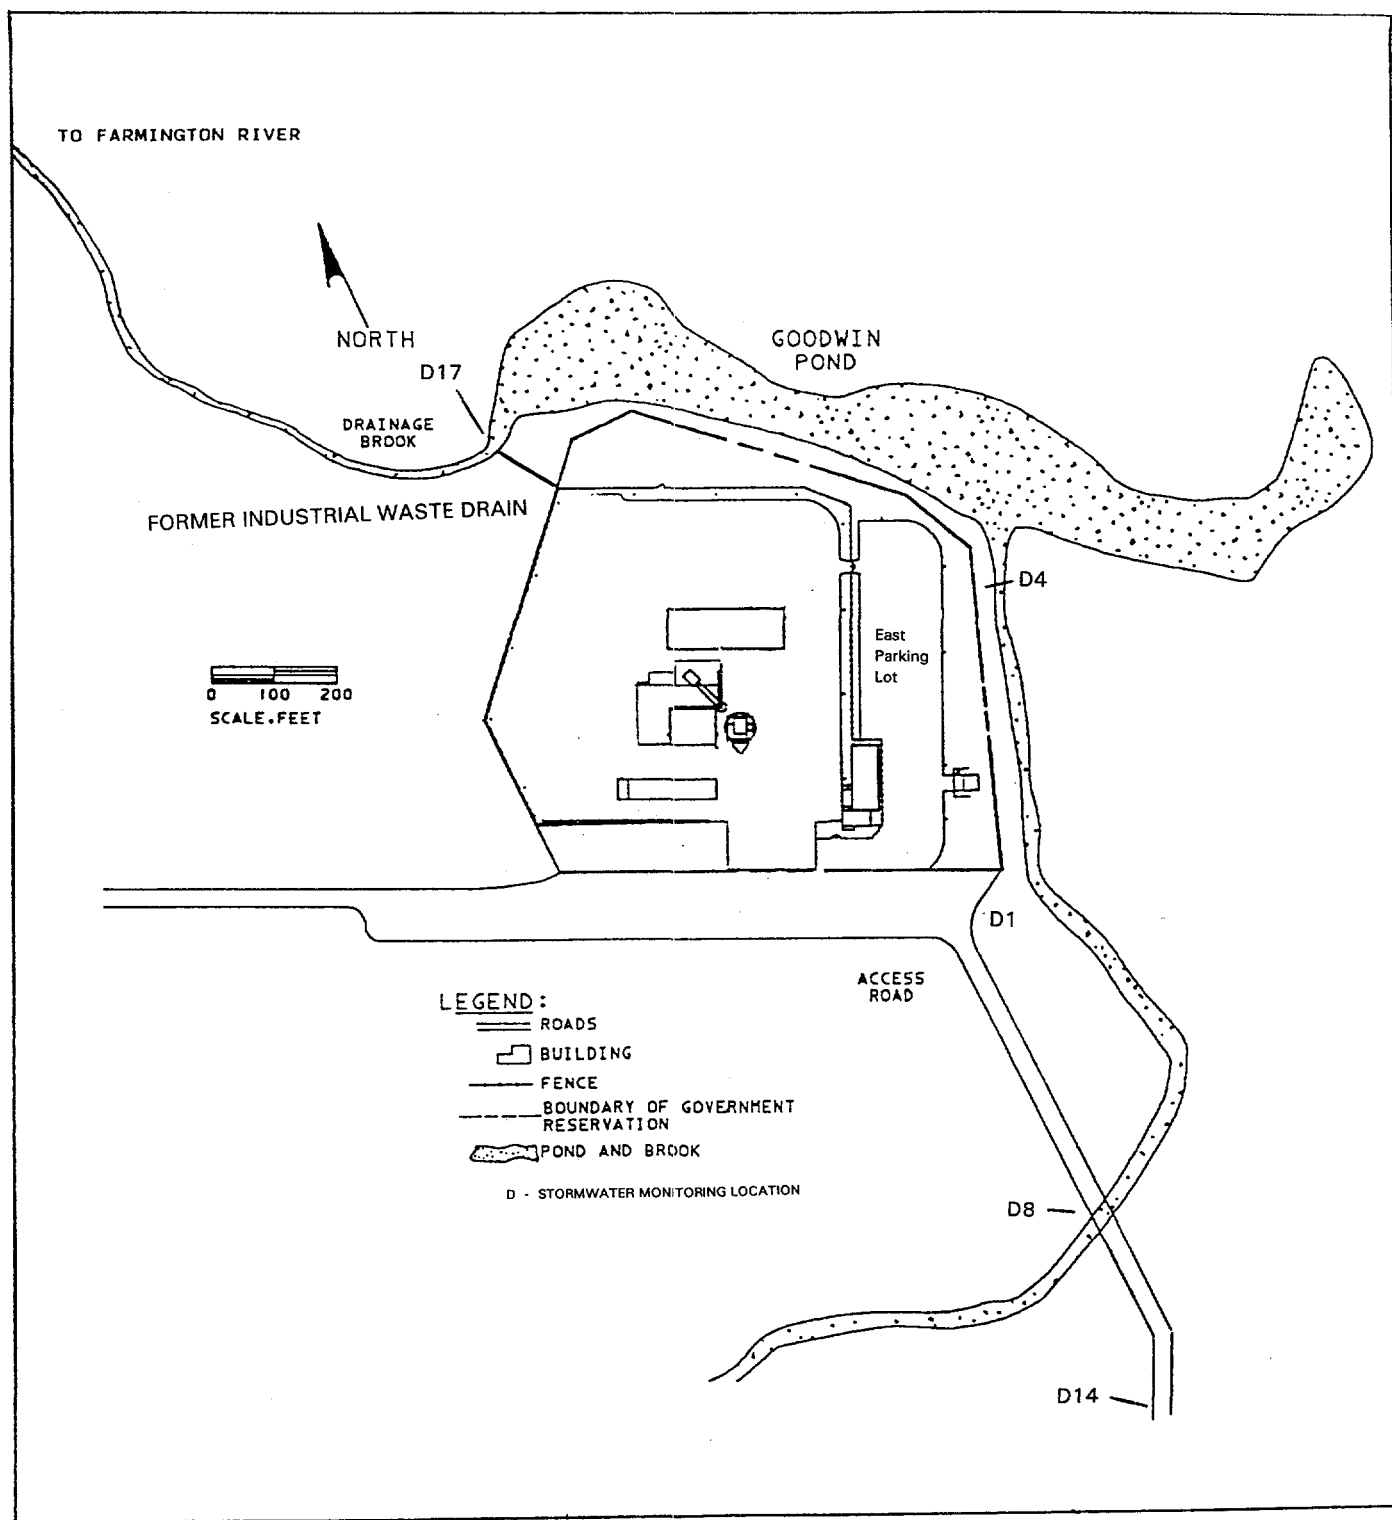 TO FARMINGTON RIVER
NORTH
GOODWIN
POND
D17
DRAINAGE
BROOK
FORMER INDUSTRIAL WASTE DRAIN
D4
East
Parking
Lot
0 100 200
SCALE.FEET
D1
ACCESS
ROAD
LEGEND:
ROADS
BUILDING
FENCE
BOUNDARY OF GOVERNMENT
RESERVATION
POND AND BROOK
D - STORMWATER MONITORING LOCATION
D8
D14